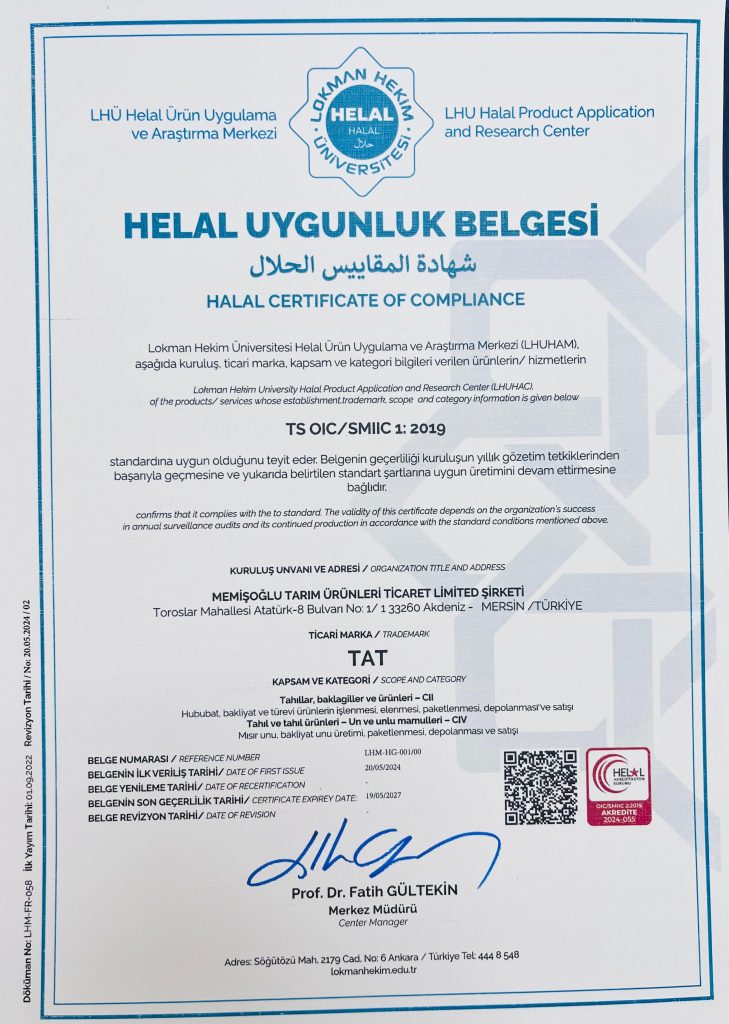 LHÜ Helal Ürün Uygulama
ve Araştırma Merkezi
LOKMAN HEKİM
HELAL
HALAL
حلال
ÜNİVERSİTESİ
LHU Halal Product Application
and Research Center
HELAL UYGUNLUK BELGESİ
شهادة المقاييس الحلال
HALAL CERTIFICATE OF COMPLIANCE
Lokman Hekim Üniversitesi Helal Ürün Uygulama ve Araştırma Merkezi (LHUHAM),
aşağıda kuruluş, ticari marka, kapsam ve kategori bilgileri verilen ürünlerin/ hizmetlerin
Lokman Hekim University Halal Product Application and Research Center (LHUHAC),
of the products/ services whose establishment,trademark, scope and category information is given below
TS OIC/SMIIC 1: 2019
standardına uygun olduğunu teyit eder. Belgenin geçerliliği kuruluşun yıllık gözetim tetkiklerinden
başarıyla geçmesine ve yukarıda belirtilen standart şartlarına uygun üretimini devam ettirmesine
bağlıdır.
confirms that it complies with the to standard. The validity of this certificate depends on the organization's success
in annual surveillance audits and its continued production in accordance with the standard conditions mentioned above.
KURULUŞ UNVANI VE ADRESİ / ORGANIZATION TITLE AND ADDRESS
MEMİŞOĞLU TARIM ÜRÜNLERİ TİCARET LİMİTED ŞİRKETİ
Toroslar Mahallesi Atatürk-8 Bulvarı No: 1/ 1 33260 Akdeniz - MERSİN /TÜRKİYE
TİCARİ MARKA / TRADEMARK
TAT
KAPSAM VE KATEGORİ / SCOPE AND CATEGORY
Tahıllar, baklagiller ve ürünleri – CII
Hububat, bakliyat ve türevi ürünlerin işlenmesi, elenmesi, paketlenmesi, depolanması've satışı
Tahıl ve tahıl ürünleri – Un ve unlu mamulleri – CIV
Mısır unu, bakliyat unu üretimi, paketlenmesi, depolanması ve satışı
BELGE NUMARASI / REFERENCE NUMBER LHM-HG-001/00
BELGENİN İLK VERİLİŞ TARİHİ/ DATE OF FIRST ISSUE 20/05/2024
BELGE YENİLEME TARİHİ/ DATE OF RECERTIFICATION -
BELGENİN SON GEÇERLİLİK TARİHİ/ CERTIFICATE EXPIREY DATE: 19/05/2027
BELGE REVİZYON TARİHİ/ DATE OF REVISION -
HELAL
AKREDİTASYON
KURUMU
OIC/SMIIC 2:2019
AKREDİTE
2024-055
Prof. Dr. Fatih GÜLTEKİN
Merkez Müdürü
Center Manager
Adres: Söğütözü Mah. 2179 Cad. No: 6 Ankara / Türkiye Tel: 444 8 548
lokmanhekim.edu.tr
Döküman No: LHM-FR-058 İlk Yayım Tarihi: 01.09.2022 Revizyon Tarihi / No: 20.05.2024 / 02